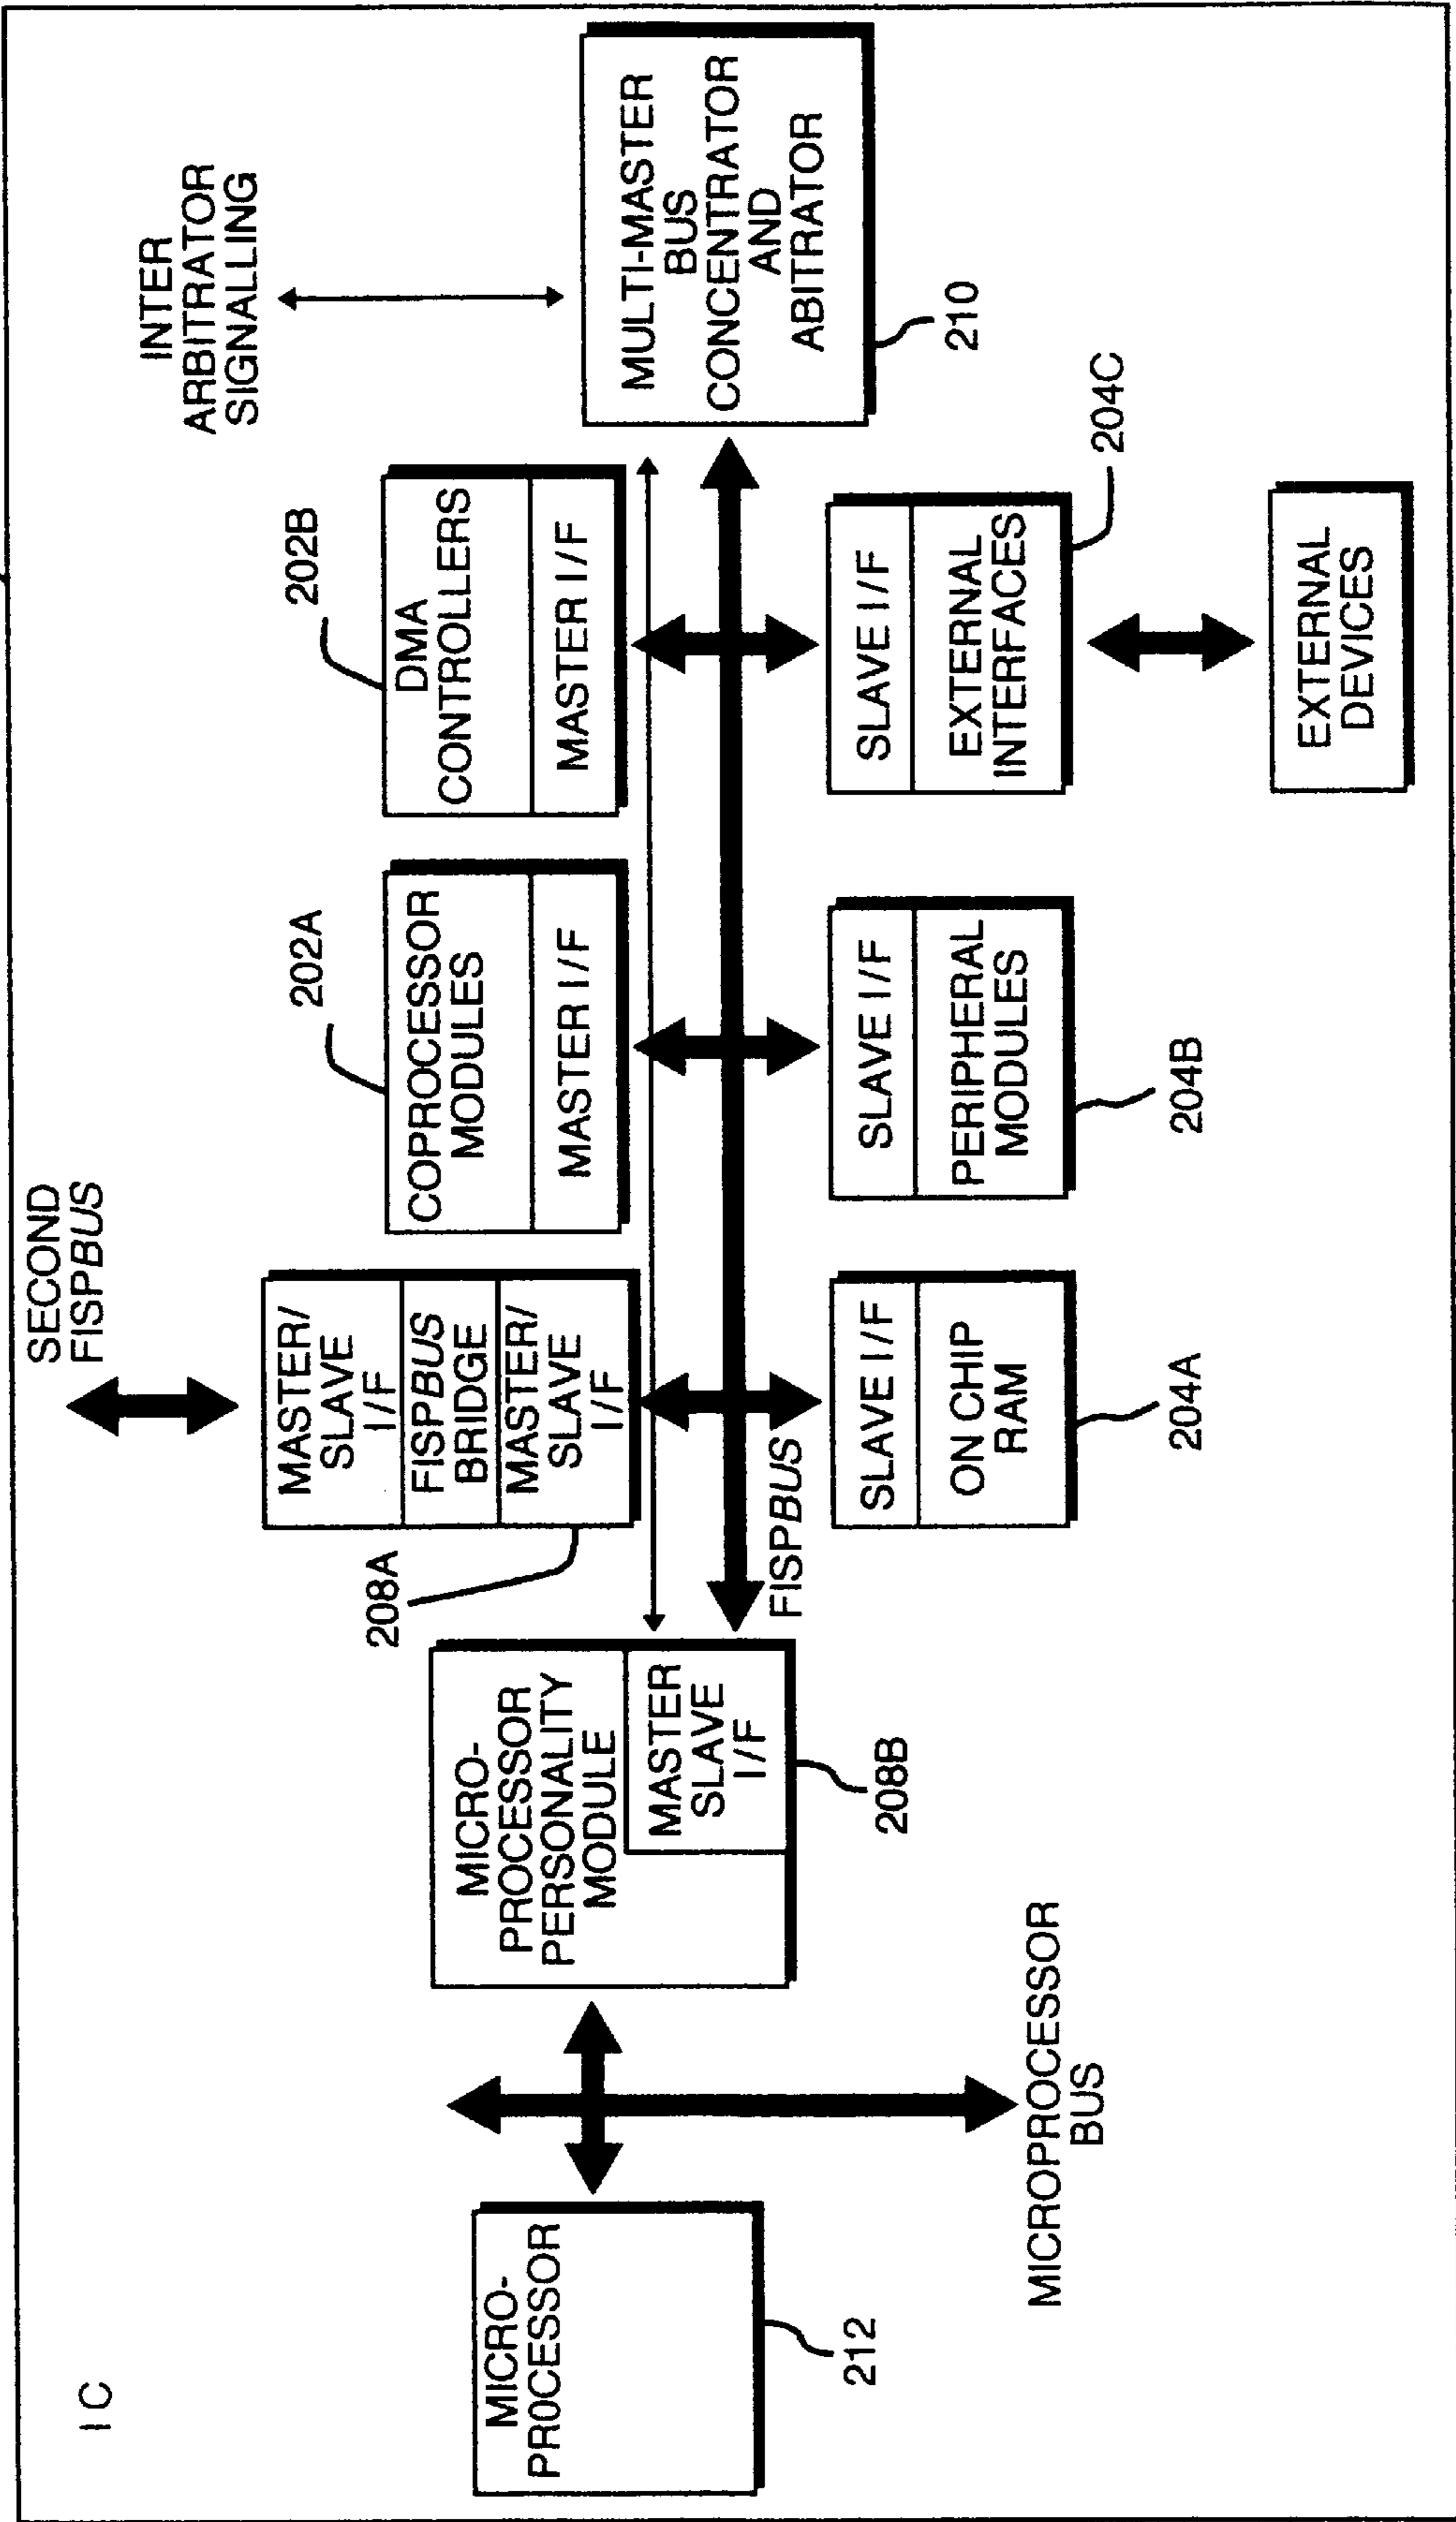 IC
SECOND
FISPBUS
INTER
ARBITRATOR
SIGNALLING
MICRO-
PROCESSOR
212
MICROPROCESSOR
BUS
MICRO-
PROCESSOR
PERSONALITY
MODULE
MASTER
SLAVE
I/F
208B
208A
MASTER/
SLAVE
I/F
FISPBUS
BRIDGE
MASTER/
SLAVE
I/F
202A
COPROCESSOR
MODULES
MASTER I/F
202B
DMA
CONTROLLERS
MASTER I/F
MULTI-MASTER
BUS
CONCENTRATOR
AND
ABITRATOR
210
FISPBUS
SLAVE I/F
ON CHIP
RAM
204A
SLAVE I/F
PERIPHERAL
MODULES
204B
SLAVE I/F
EXTERNAL
INTERFACES
204C
EXTERNAL
DEVICES